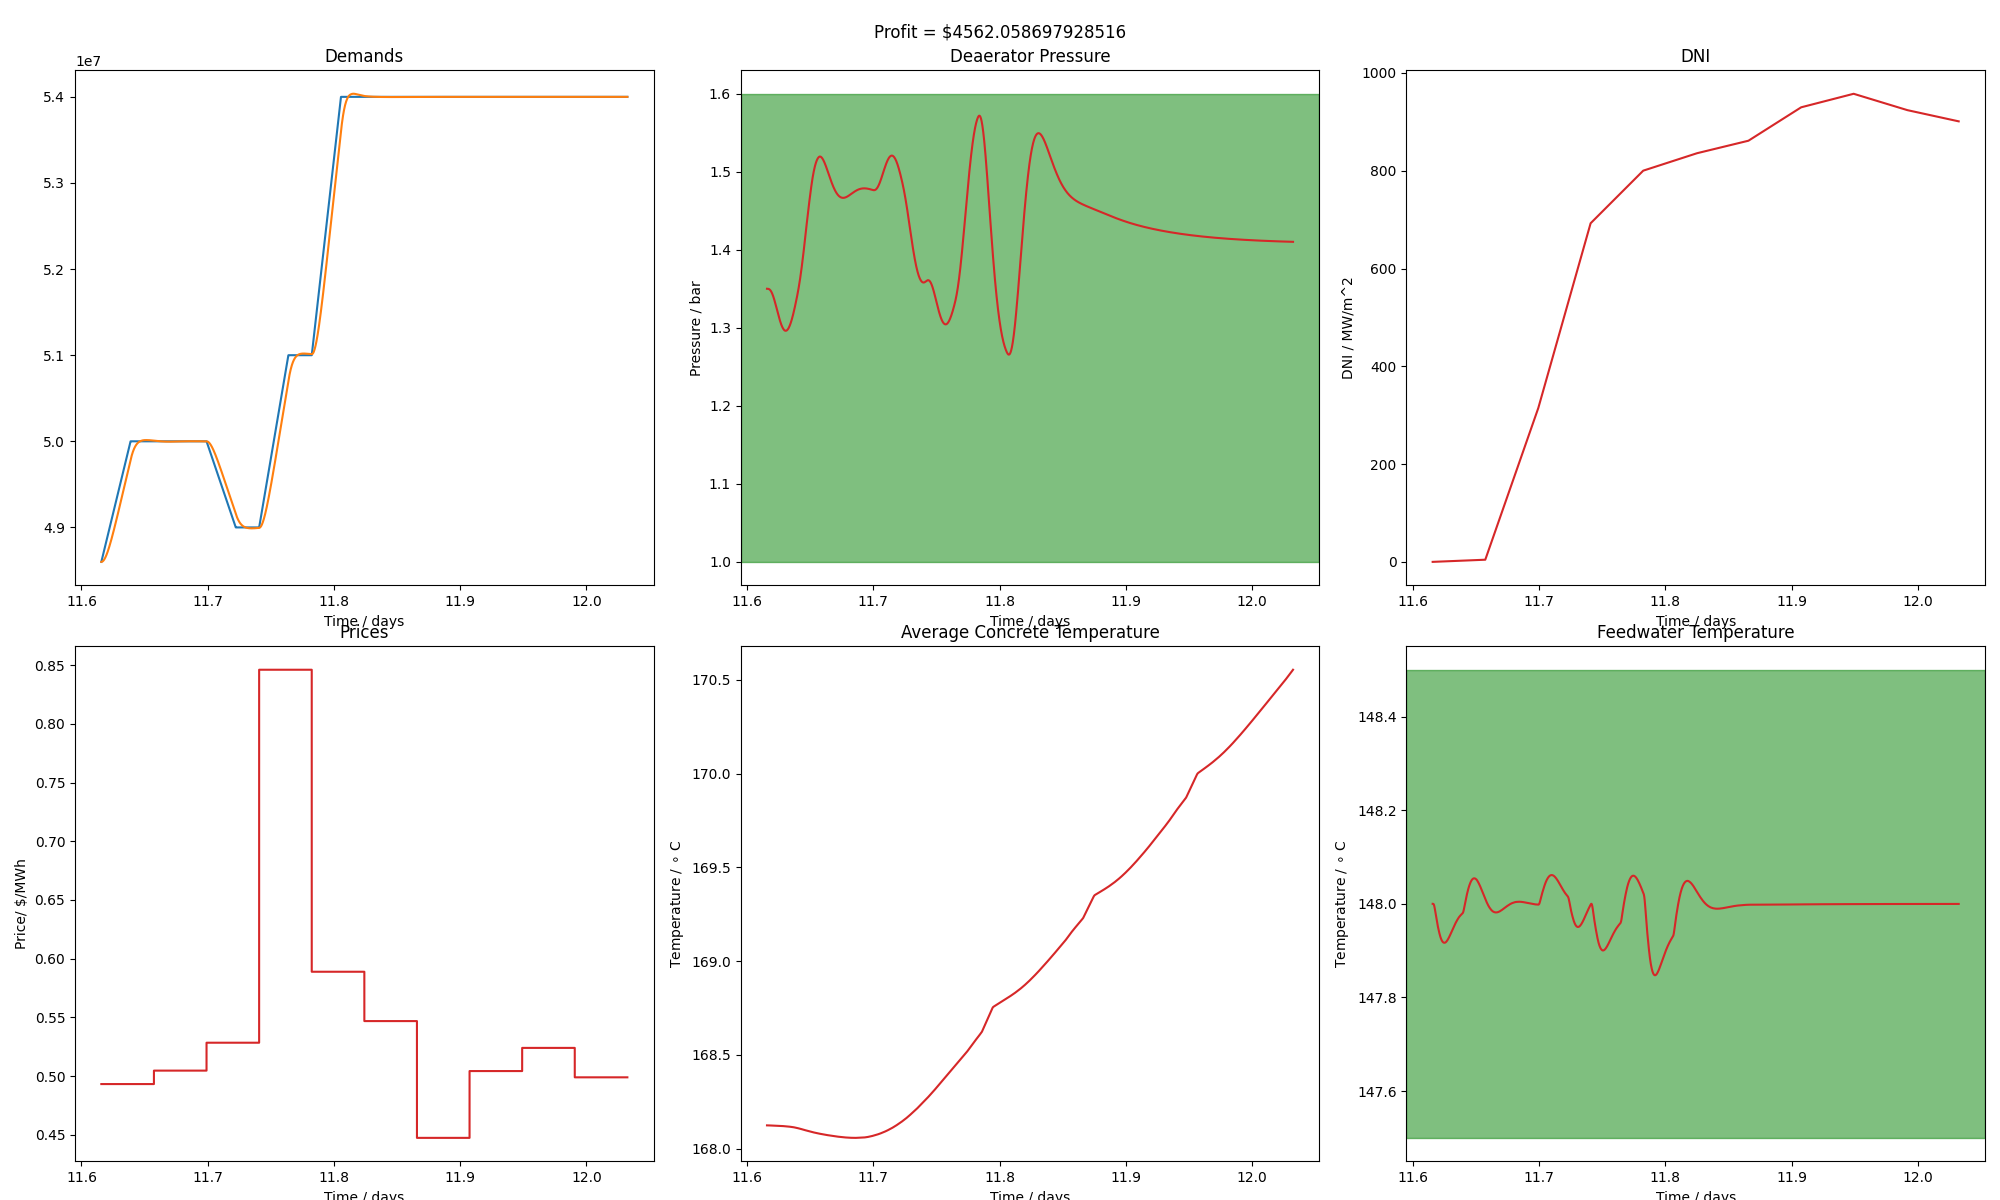 Profit = $4562.058697928516
Demands
1e7
5.4
5.3
5.2
5.1
5.0
4.9
11.6 11.7 11.8 11.9 12.0
Time / days
Deaerator Pressure
Pressure / bar
1.6
1.5
1.4
1.3
1.2
1.1
1.0
11.6 11.7 11.8 11.9 12.0
Time / days
DNI
DNI / MW/m^2
1000
800
600
400
200
0
11.6 11.7 11.8 11.9 12.0
Time / days
Prices
Price/ $/MWh
0.85
0.80
0.75
0.70
0.65
0.60
0.55
0.50
0.45
11.6 11.7 11.8 11.9 12.0
Time / days
Average Concrete Temperature
Temperature / ∘ C
170.5
170.0
169.5
169.0
168.5
168.0
11.6 11.7 11.8 11.9 12.0
Time / days
Feedwater Temperature
Temperature / ∘ C
148.4
148.2
148.0
147.8
147.6
11.6 11.7 11.8 11.9 12.0
Time / days